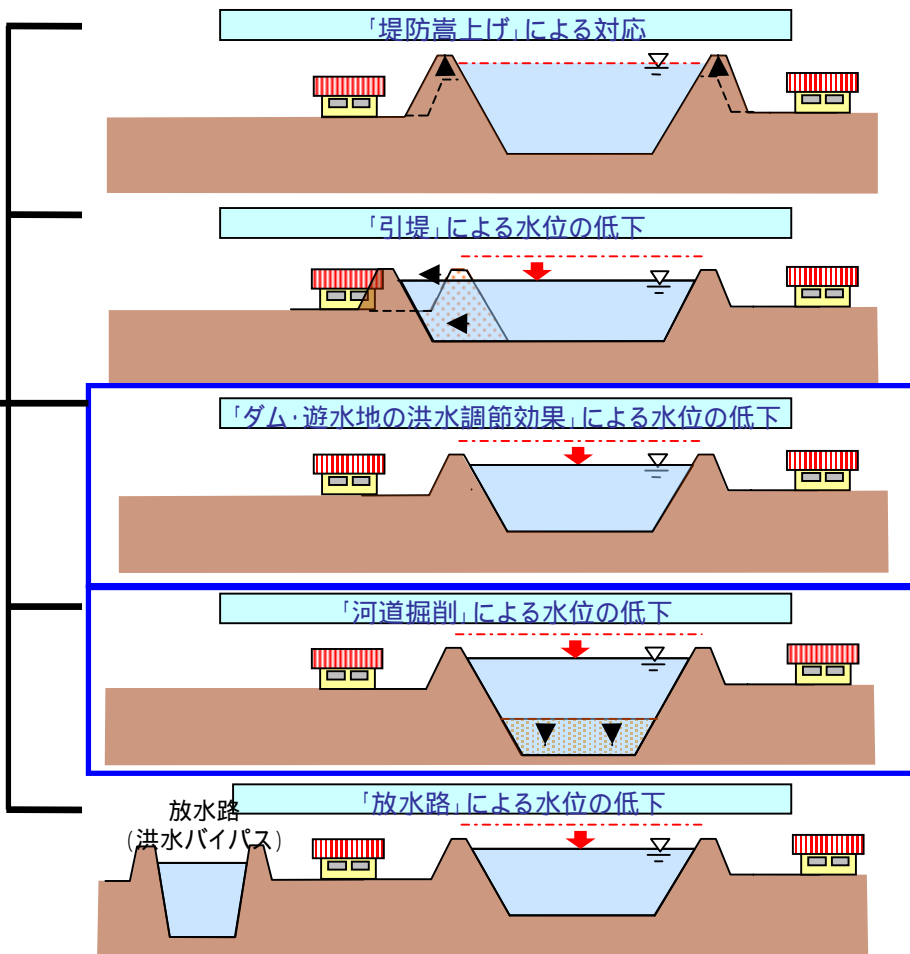 「堤防嵩上げ」による対応
「引堤」による水位の低下
「ダム・遊水地の洪水調節効果」による水位の低下
「河道掘削」による水位の低下
「放水路」による水位の低下
放水路
(洪水バイパス)